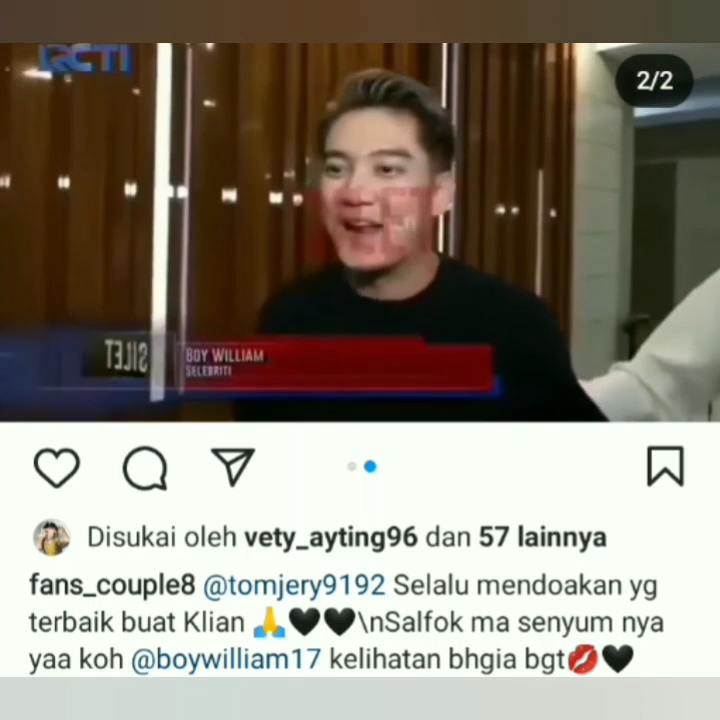 RCTI
2/2
SILET
BOY WILLIAM
SELEBRITI
Disukai oleh vety_ayting96 dan 57 lainnya
fans_couple8 @tomjery9192 Selalu mendoakan yg
terbaik buat Klian 🙏🖤🖤\nSalfok ma senyum nya
yaa koh @boywilliam17 kelihatan bhgia bgt💋🖤